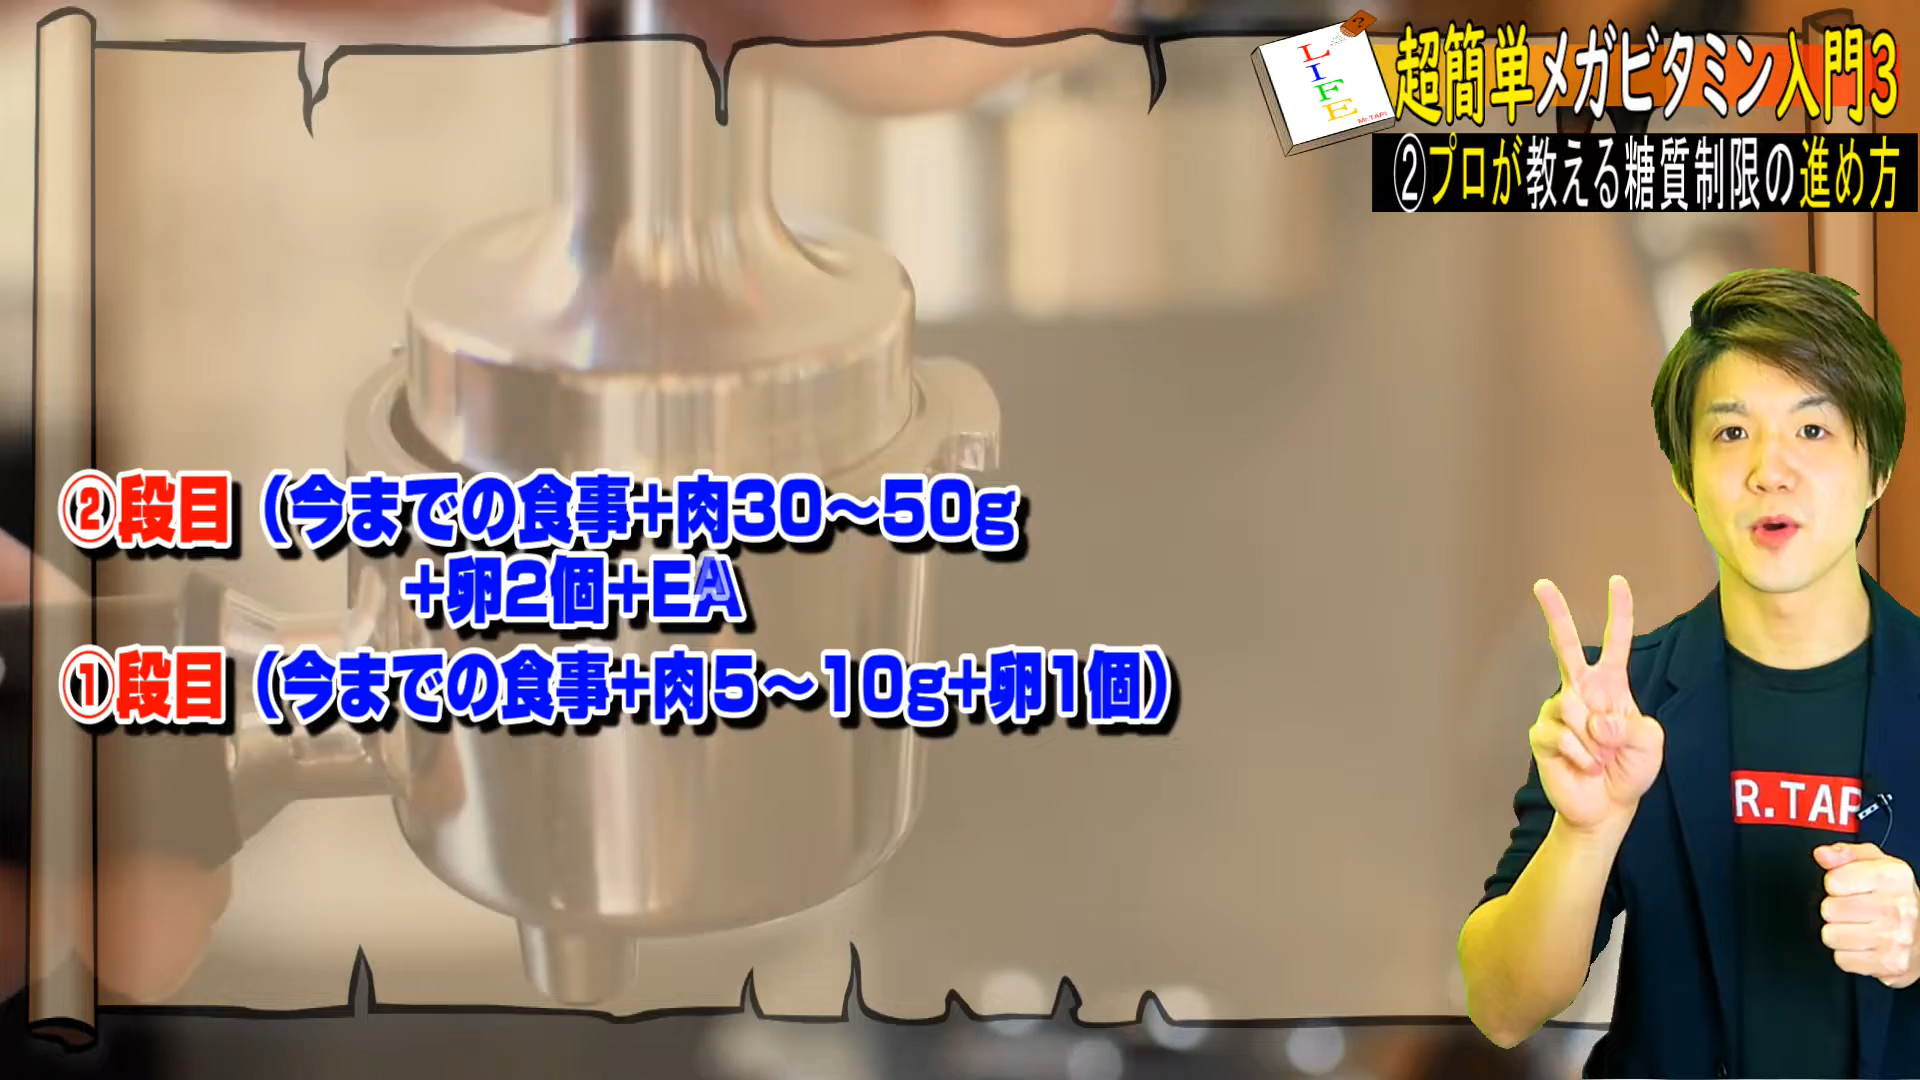 LIFE
Mr.TAPI
超簡単メガビタミン入門3
②プロが教える糖質制限の進め方
②段目（今までの食事+肉30〜50g
+卵2個+EA
①段目（今までの食事+肉5〜10g+卵1個）
R.TAP